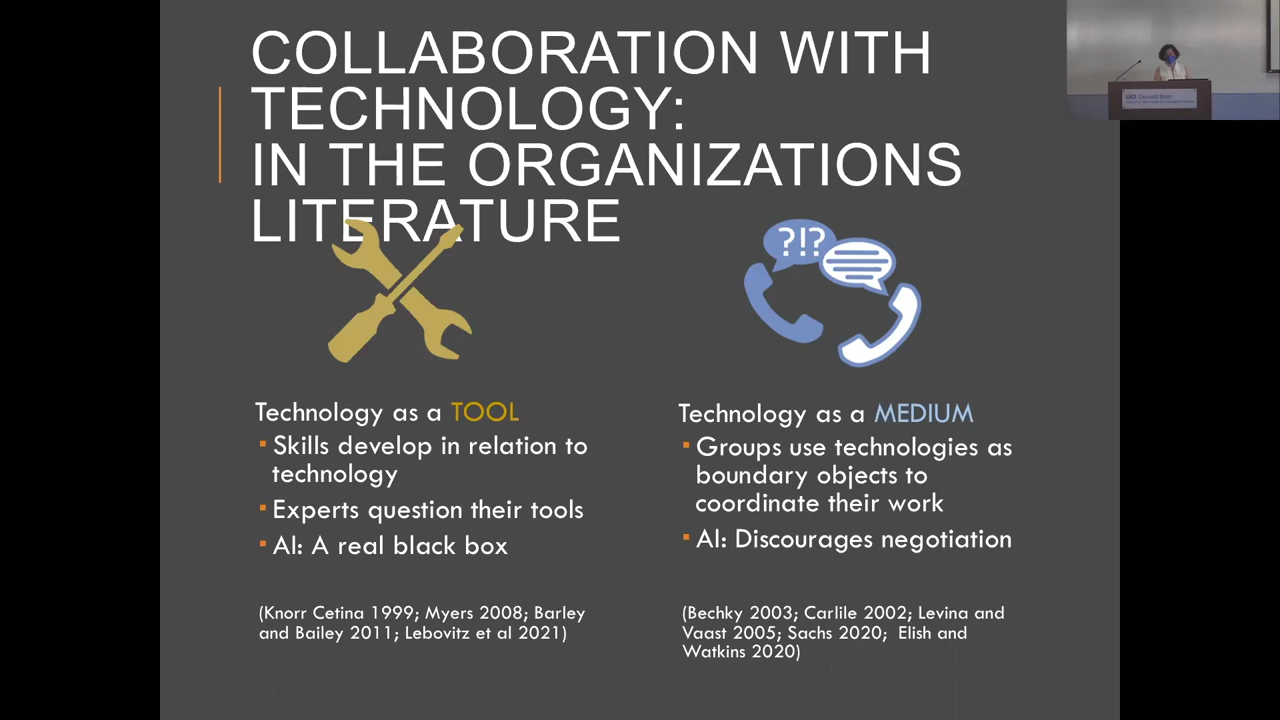 COLLABORATION WITH
TECHNOLOGY:
IN THE ORGANIZATIONS
LITERATURE
?!?
Technology as a TOOL
▪ Skills develop in relation to
technology
▪ Experts question their tools
▪ AI: A real black box
(Knorr Cetina 1999; Myers 2008; Barley
and Bailey 2011; Lebovitz et al 2021)
Technology as a MEDIUM
▪ Groups use technologies as
boundary objects to
coordinate their work
▪ AI: Discourages negotiation
(Bechky 2003; Carlile 2002; Levina and
Vaast 2005; Sachs 2020;  Elish and
Watkins 2020)
UCI Donald Bren